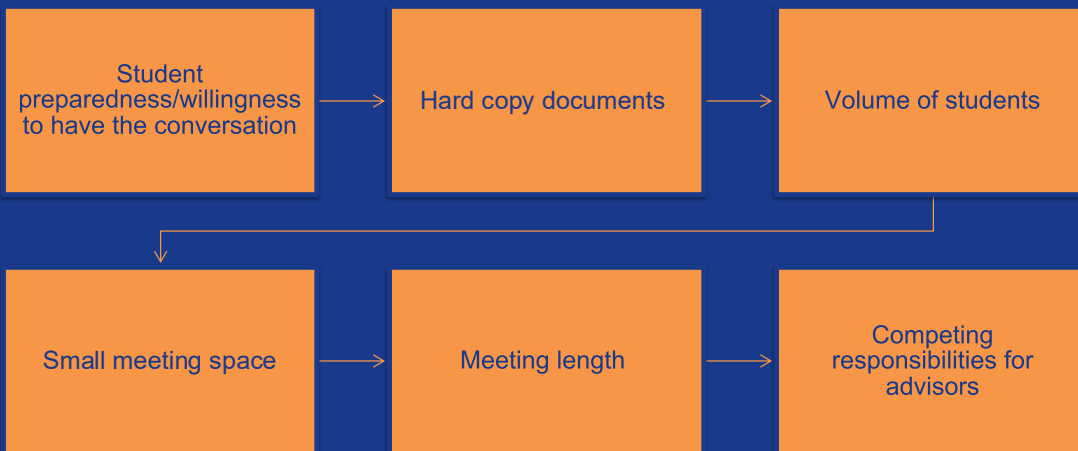 Student
preparedness/willingness
to have the conversation
Hard copy documents
Volume of students
Small meeting space
Meeting length
Competing
responsibilities for
advisors